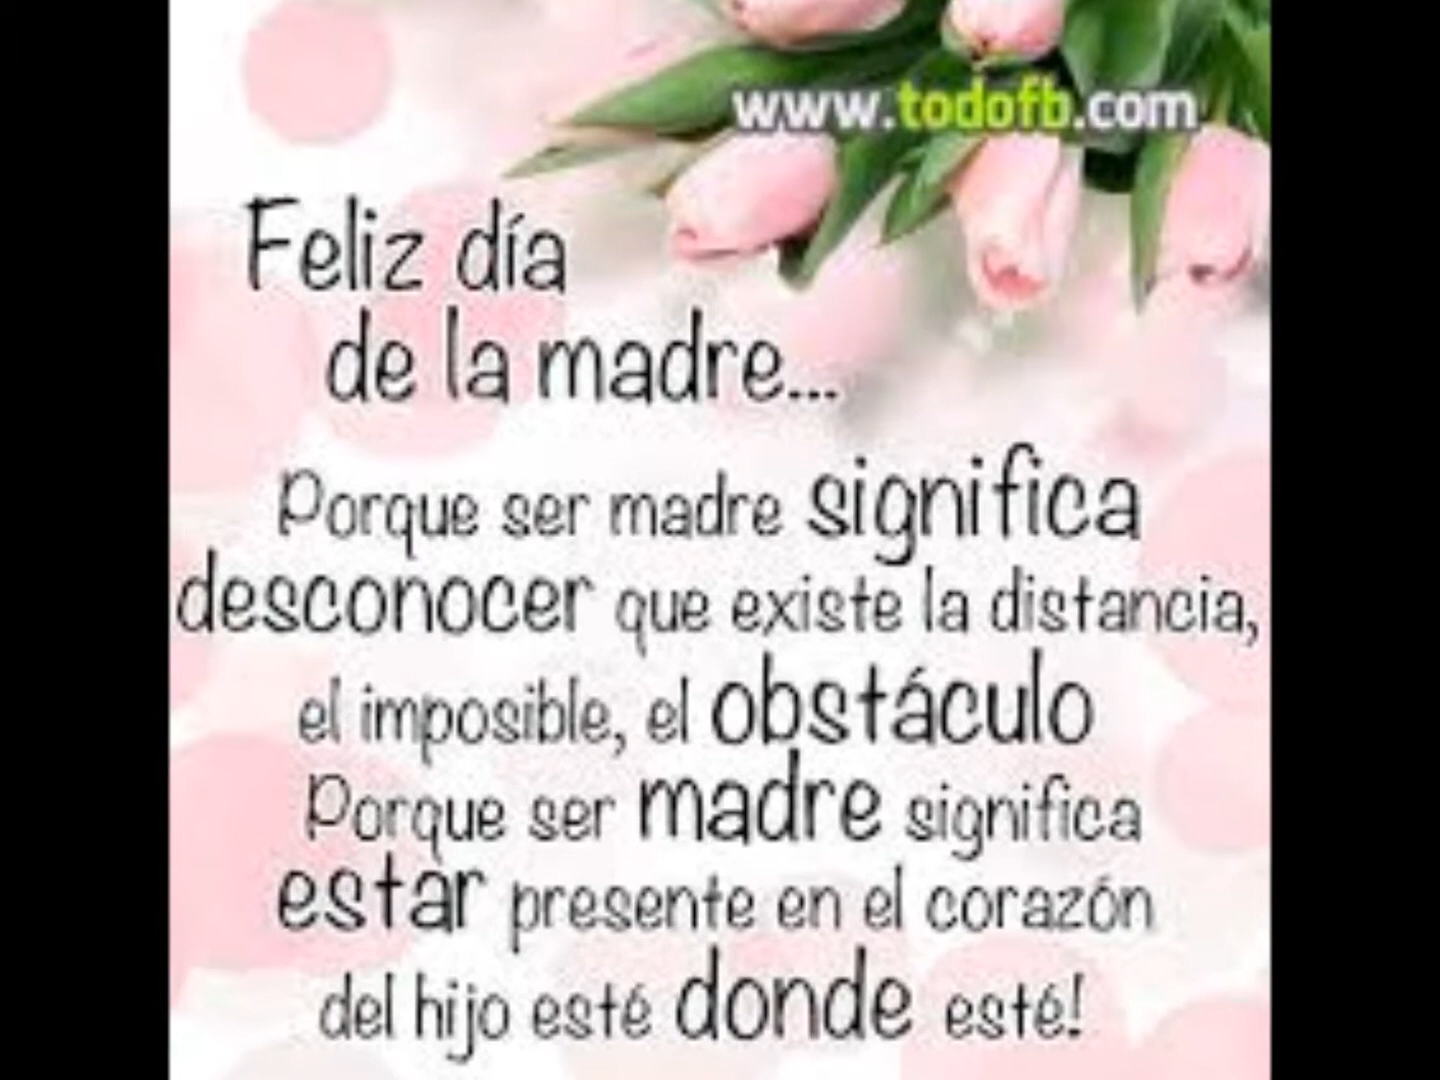 www.todofb.com
Feliz día
de la madre...
Porque ser madre significa
desconocer que existe la distancia,
el imposible, el obstáculo
Porque ser madre significa
estar presente en el corazón
del hijo esté donde esté!